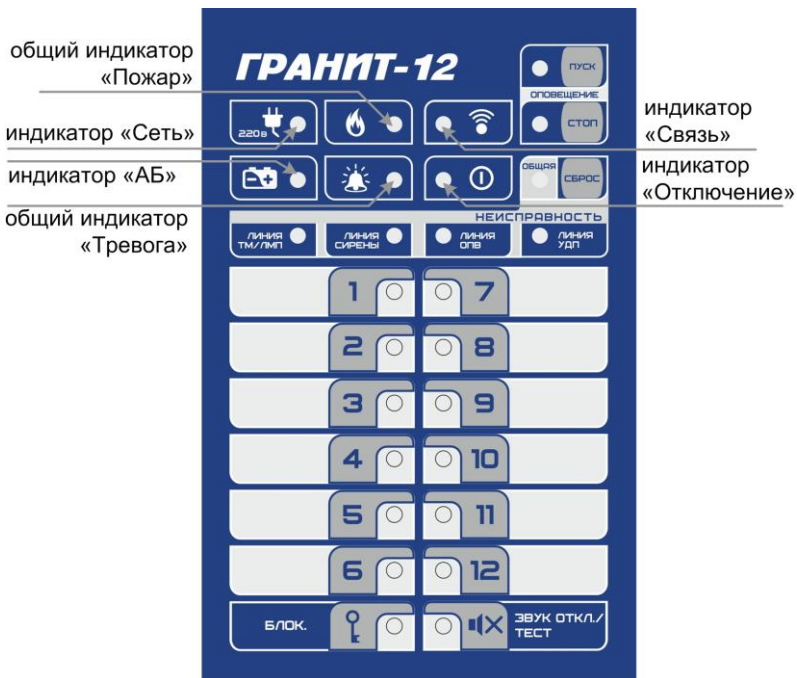 общий индикатор
«Пожар»
индикатор «Сеть»
индикатор «АБ»
общий индикатор
«Тревога»
ГРАНИТ-12
ПУСК
ОПОВЕЩЕНИЕ
СТОП
220 в
ОБЩАЯ
СБРОС
индикатор
«Связь»
индикатор
«Отключение»
НЕИСПРАВНОСТЬ
ЛИНИЯ
ТМ/ЛМП
ЛИНИЯ
СИРЕНЫ
ЛИНИЯ
ОПВ
ЛИНИЯ
УДП
1 7
2 8
3 9
4 10
5 11
6 12
БЛОК.
ЗВУК ОТКЛ./
ТЕСТ